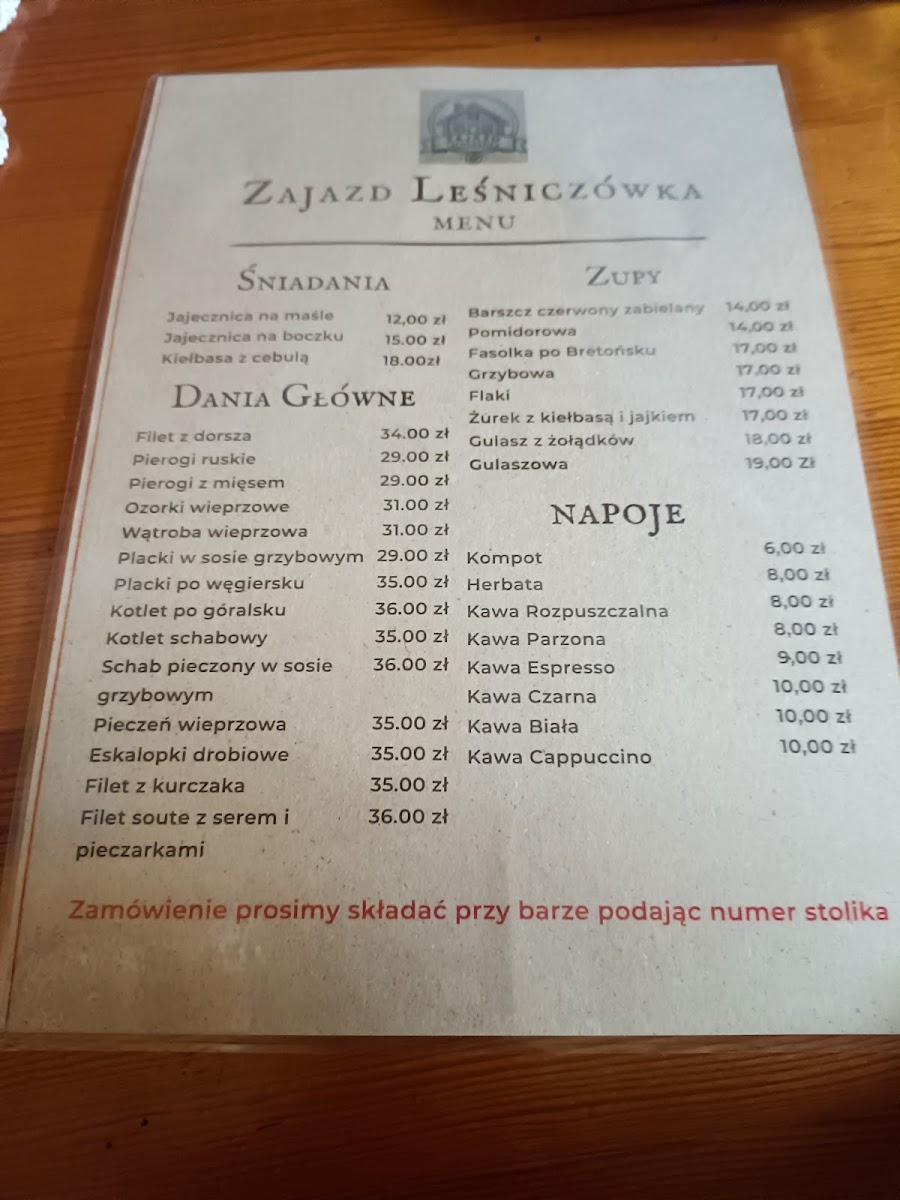 Zajazd Leśniczówka
MENU
Śniadania
Jajecznica na maśle 12,00 zł
Jajecznica na boczku 15.00 zł
Kiełbasa z cebulą 18.00zł
Dania Główne
Filet z dorsza 34.00 zł
Pierogi ruskie 29.00 zł
Pierogi z mięsem 29.00 zł
Ozorki wieprzowe 31.00 zł
Wątroba wieprzowa 31.00 zł
Placki w sosie grzybowym 29.00 zł
Placki po węgiersku 35.00 zł
Kotlet po góralsku 36.00 zł
Kotlet schabowy 35.00 zł
Schab pieczony w sosie 36.00 zł
grzybowym
Pieczeń wieprzowa 35.00 zł
Eskalopki drobiowe 35.00 zł
Filet z kurczaka 35.00 zł
Filet soute z serem i 36.00 zł
pieczarkami
Zupy
Barszcz czerwony zabielany 14,00 zł
Pomidorowa 14,00 zł
Fasolka po Bretońsku 17,00 zł
Grzybowa 17,00 zł
Flaki 17,00 zł
Żurek z kiełbasą i jajkiem 17,00 zł
Gulasz z żołądków 18,00 zł
Gulaszowa 19,00 Zł
NAPOJE
Kompot 6,00 zł
Herbata 8,00 zł
Kawa Rozpuszczalna 8,00 zł
Kawa Parzona 8,00 zł
Kawa Espresso 9,00 zł
Kawa Czarna 10,00 zł
Kawa Biała 10,00 zł
Kawa Cappuccino 10,00 zł
Zamówienie prosimy składać przy barze podając numer stolika